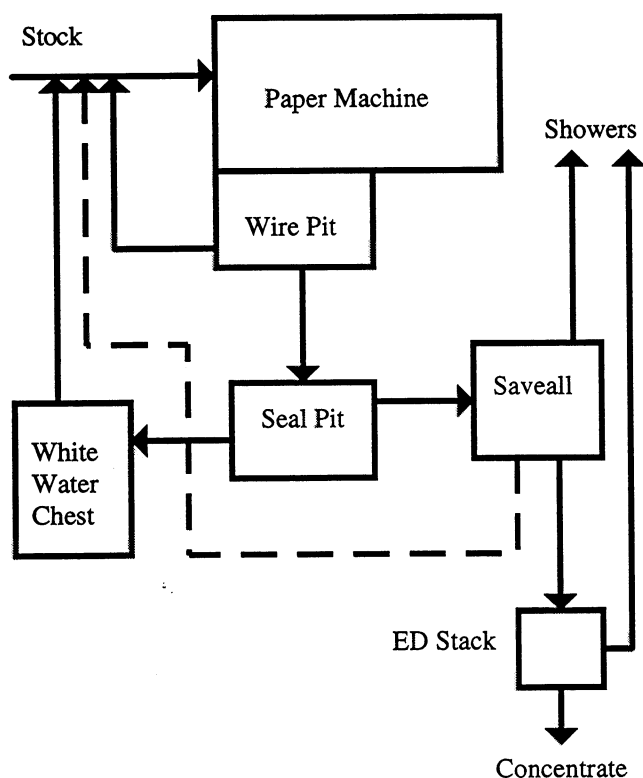 Stock
Paper Machine
Showers
Wire Pit
Saveall
Seal Pit
White
Water
Chest
ED Stack
Concentrate